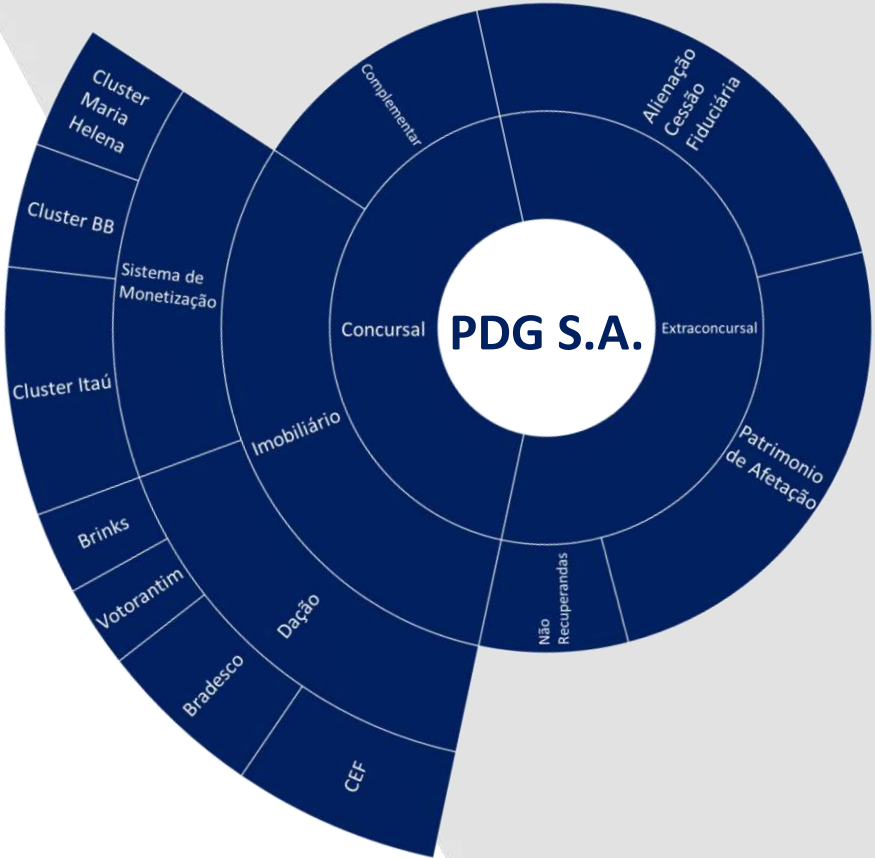 PDG S.A.
Concursal
Extraconcursal
Complementar
Imobiliário
Alienação
Cessão
Fiduciária
Patrimonio
de Afetação
Não
Recuperandas
Sistema de
Monetização
Dação
Cluster
Maria
Helena
Cluster BB
Cluster Itaú
Brinks
Votorantim
Bradesco
CEF